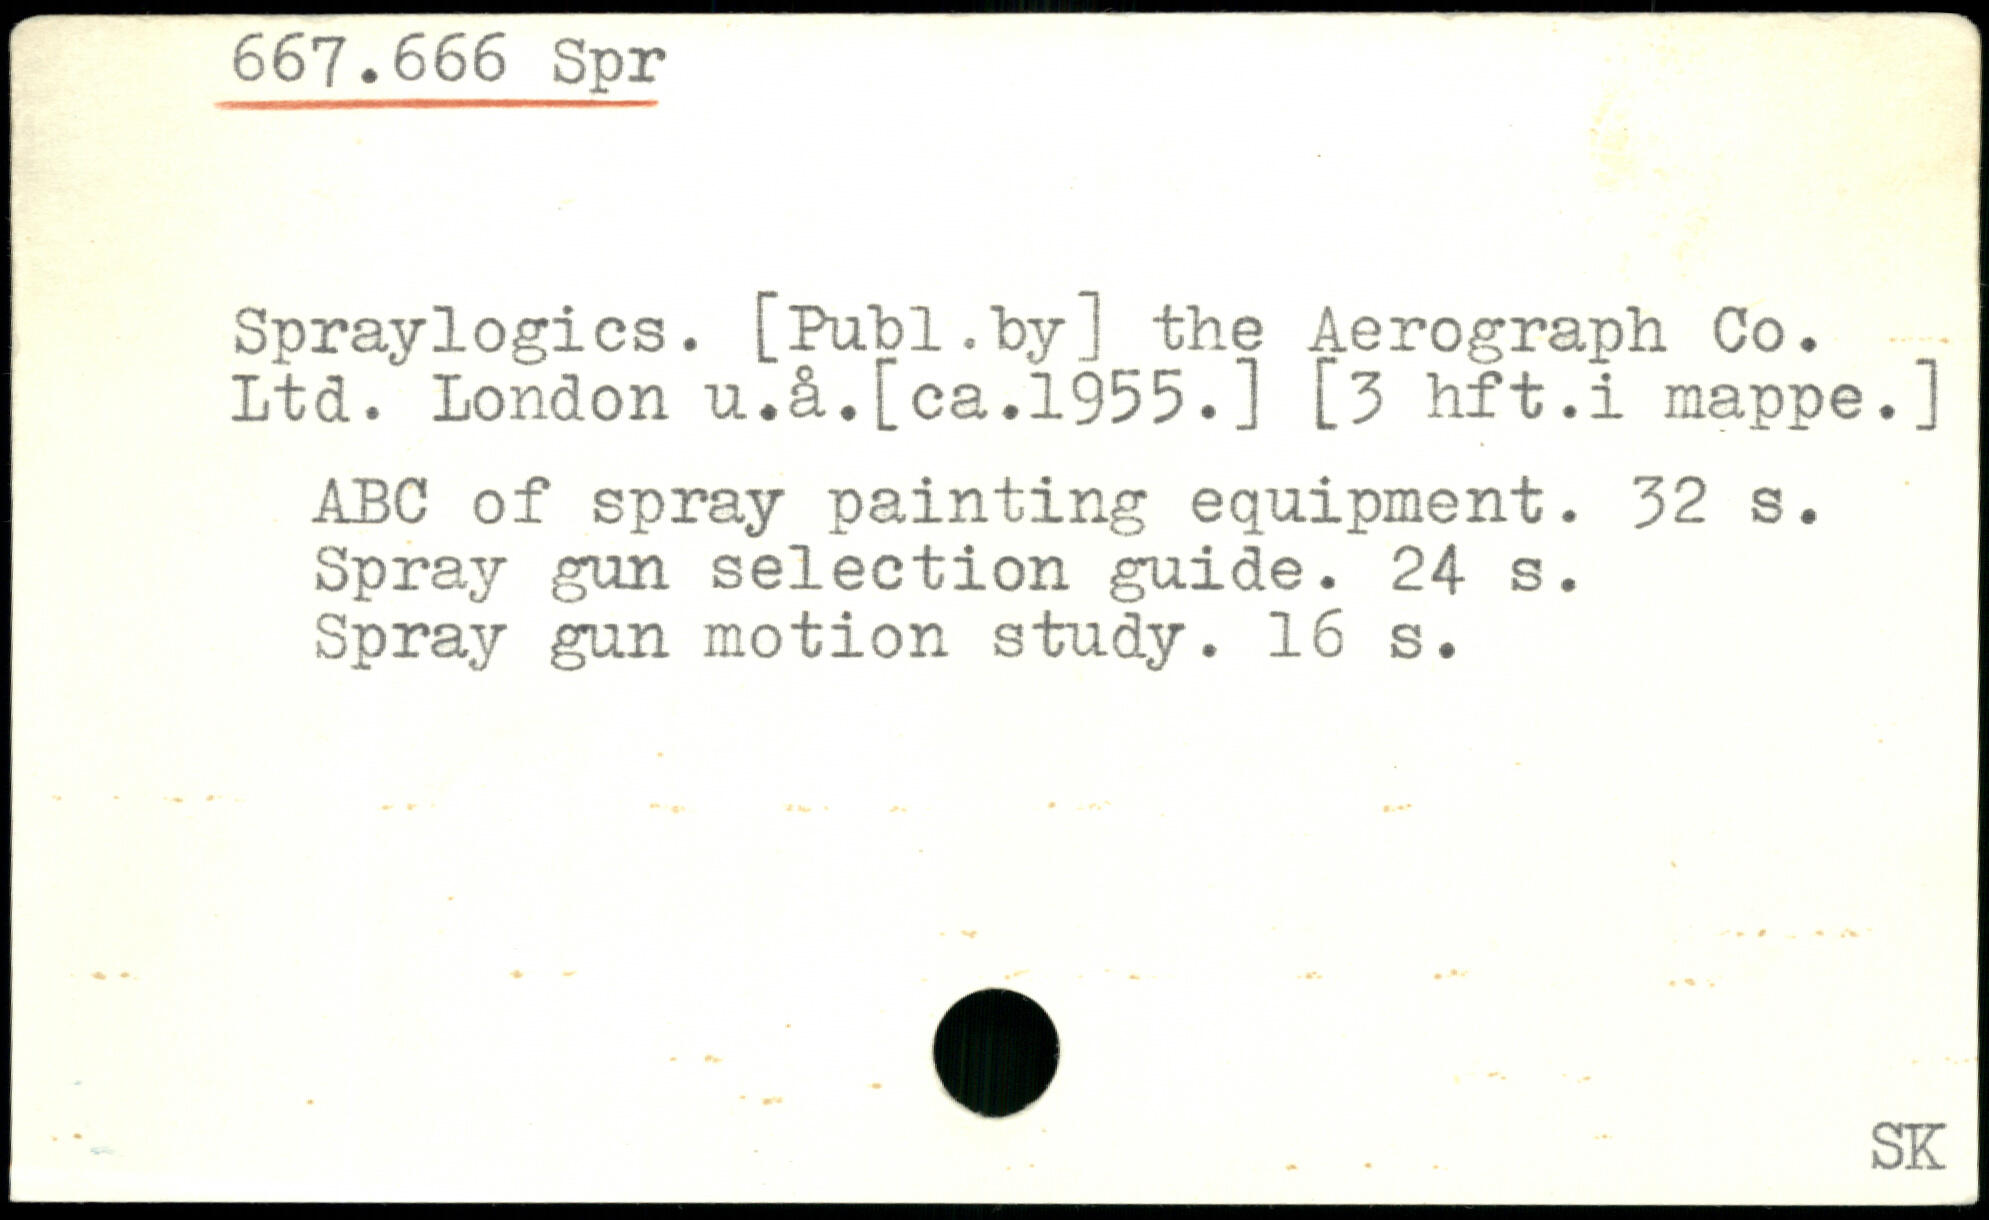 667.666 Spr
Spraylogics. [Publ.by] the Aerograph Co.
Ltd. London u.å.[ca.1955.] [3 hft.i mappe.]
ABC of spray painting equipment. 32 s.
Spray gun selection guide. 24 s.
Spray gun motion study. 16 s.
SK